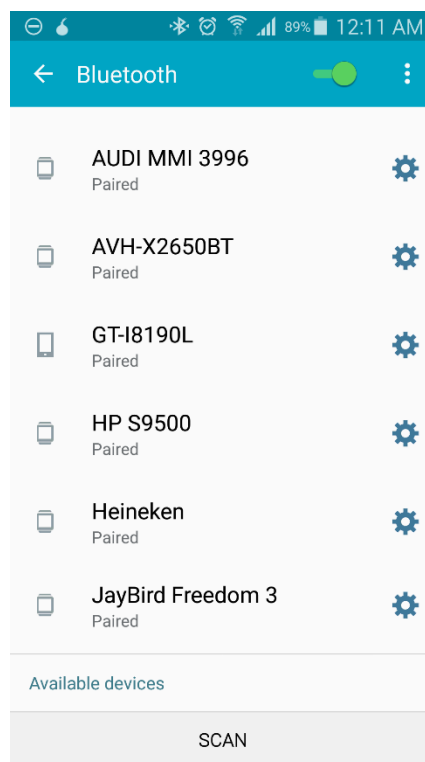 89% 12:11 AM
Bluetooth
AUDI MMI 3996
Paired
AVH-X2650BT
Paired
GT-I8190L
Paired
HP S9500
Paired
Heineken
Paired
JayBird Freedom 3
Paired
Available devices
SCAN